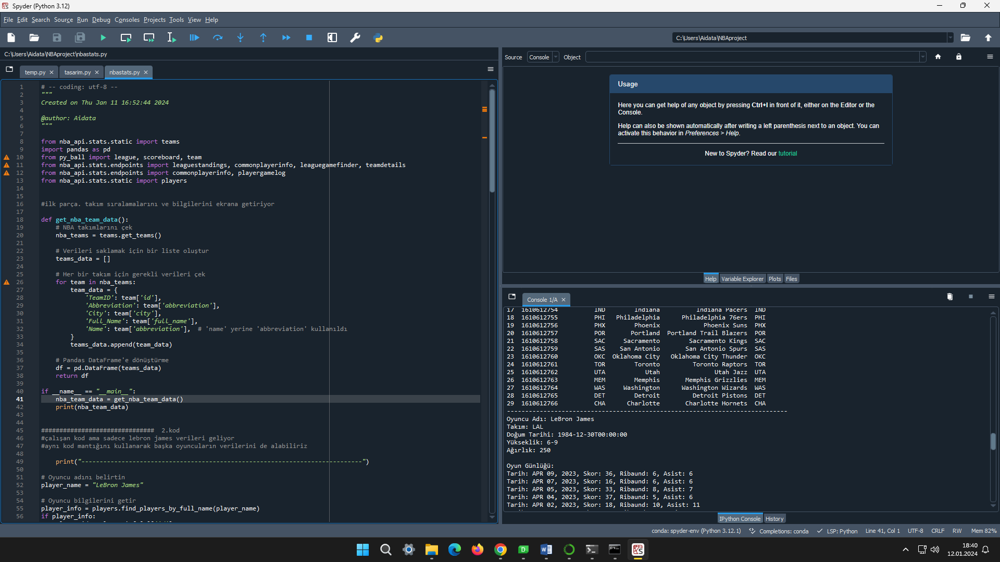 Spyder (Python 3.12)
File Edit Search Source Run Debug Consoles Projects Tools View Help
C:\Users\Aidata\NBAproject
C:\Users\Aidata\NBAproject\nbastats.py
temp.py tasarim.py nbastats.py
1 # -- coding: utf-8 --
2 """
3 Created on Thu Jan 11 16:52:44 2024
4
5 @author: Aidata
6 """
7
8 from nba_api.stats.static import teams
9 import pandas as pd
10 from py_ball import league, scoreboard, team
11 from nba_api.stats.endpoints import leaguestandings, commonplayerinfo, leaguegamefinder, teamdetails
12 from nba_api.stats.endpoints import commonplayerinfo, playergamelog
13 from nba_api.stats.static import players
14
15
16 #ilk parça. takım sıralamalarını ve bilgilerini ekrana getiriyor
17
18 def get_nba_team_data():
19 # NBA takımlarını çek
20 nba_teams = teams.get_teams()
21
22 # Verileri saklamak için bir liste oluştur
23 teams_data = []
24
25 # Her bir takım için gerekli verileri çek
26 for team in nba_teams:
27 team_data = {
28 'TeamID': team['id'],
29 'Abbreviation': team['abbreviation'],
30 'City': team['city'],
31 'Full_Name': team['full_name'],
32 'Name': team['abbreviation'], # 'name' yerine 'abbreviation' kullanıldı
33 }
34 teams_data.append(team_data)
35
36 # Pandas DataFrame'e dönüştürme
37 df = pd.DataFrame(teams_data)
38 return df
39
40 if __name__ == "__main__":
41 nba_team_data = get_nba_team_data()
42 print(nba_team_data)
43
44
45 ############################### 2.kod
46 #çalışan kod ama sadece lebron james verileri geliyor
47 #aynı kod mantığını kullanarak başka oyuncuların verilerini de alabiliriz
48
49 print("-----------------------------------------------------------------------------")
50
51 # Oyuncu adını belirtin
52 player_name = "LeBron James"
53
54 # Oyuncu bilgilerini getir
55 player_info = players.find_players_by_full_name(player_name)
56 if player_info:
Source Console Object
Usage
Here you can get help of any object by pressing Ctrl+I in front of it, either on the Editor or the
Console.
Help can also be shown automatically after writing a left parenthesis next to an object. You can
activate this behavior in Preferences > Help.
New to Spyder? Read our tutorial
Help Variable Explorer Plots Files
Console 1/A
17 1610612754 IND Indiana Indiana Pacers IND
18 1610612755 PHI Philadelphia Philadelphia 76ers PHI
19 1610612756 PHX Phoenix Phoenix Suns PHX
20 1610612757 POR Portland Portland Trail Blazers POR
21 1610612758 SAC Sacramento Sacramento Kings SAC
22 1610612759 SAS San Antonio San Antonio Spurs SAS
23 1610612760 OKC Oklahoma City Oklahoma City Thunder OKC
24 1610612761 TOR Toronto Toronto Raptors TOR
25 1610612762 UTA Utah Utah Jazz UTA
26 1610612763 MEM Memphis Memphis Grizzlies MEM
27 1610612764 WAS Washington Washington Wizards WAS
28 1610612765 DET Detroit Detroit Pistons DET
29 1610612766 CHA Charlotte Charlotte Hornets CHA
-----------------------------------------------------------------------------
Oyuncu Adı: LeBron James
Takım: LAL
Doğum Tarihi: 1984-12-30T00:00:00
Yükseklik: 6-9
Ağırlık: 250
Oyun Günlüğü:
Tarih: APR 09, 2023, Skor: 36, Ribaund: 6, Asist: 6
Tarih: APR 07, 2023, Skor: 16, Ribaund: 6, Asist: 6
Tarih: APR 05, 2023, Skor: 33, Ribaund: 8, Asist: 7
Tarih: APR 04, 2023, Skor: 37, Ribaund: 5, Asist: 6
Tarih: APR 02, 2023, Skor: 18, Ribaund: 10, Asist: 11
IPython Console History
conda: spyder-env (Python 3.12.1) Completions: conda LSP: Python Line 41, Col 1 UTF-8 CRLF RW Mem 82%
18:40
12.01.2024